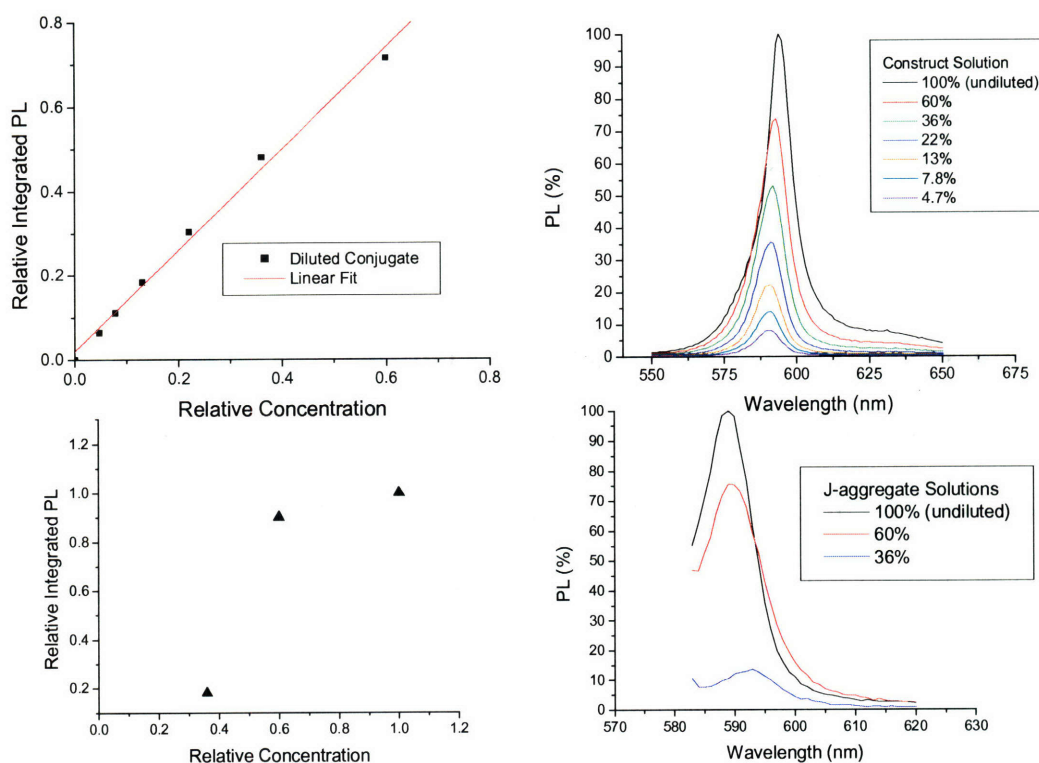 Relative Integrated PL
0.8
0.6
0.4
0.2
0.0
0.0 0.2 0.4 0.6 0.8
Relative Concentration
Diluted Conjugate
Linear Fit
PL (%)
100
90
80
70
60
50
40
30
20
10
0
550 575 600 625 650 675
Wavelength (nm)
Construct Solution
100% (undiluted)
60%
36%
22%
13%
7.8%
4.7%
Relative Integrated PL
1.2
1.0
0.8
0.6
0.4
0.2
0.0 0.2 0.4 0.6 0.8 1.0 1.2
Relative Concentration
PL (%)
100
90
80
70
60
50
40
30
20
10
0
570 580 590 600 610 620 630
Wavelength (nm)
J-aggregate Solutions
100% (undiluted)
60%
36%